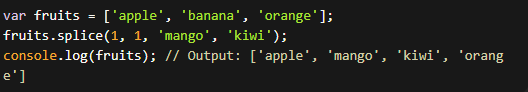 var fruits = ['apple', 'banana', 'orange'];
fruits.splice(1, 1, 'mango', 'kiwi');
console.log(fruits); // Output: ['apple', 'mango', 'kiwi', 'orang
e']